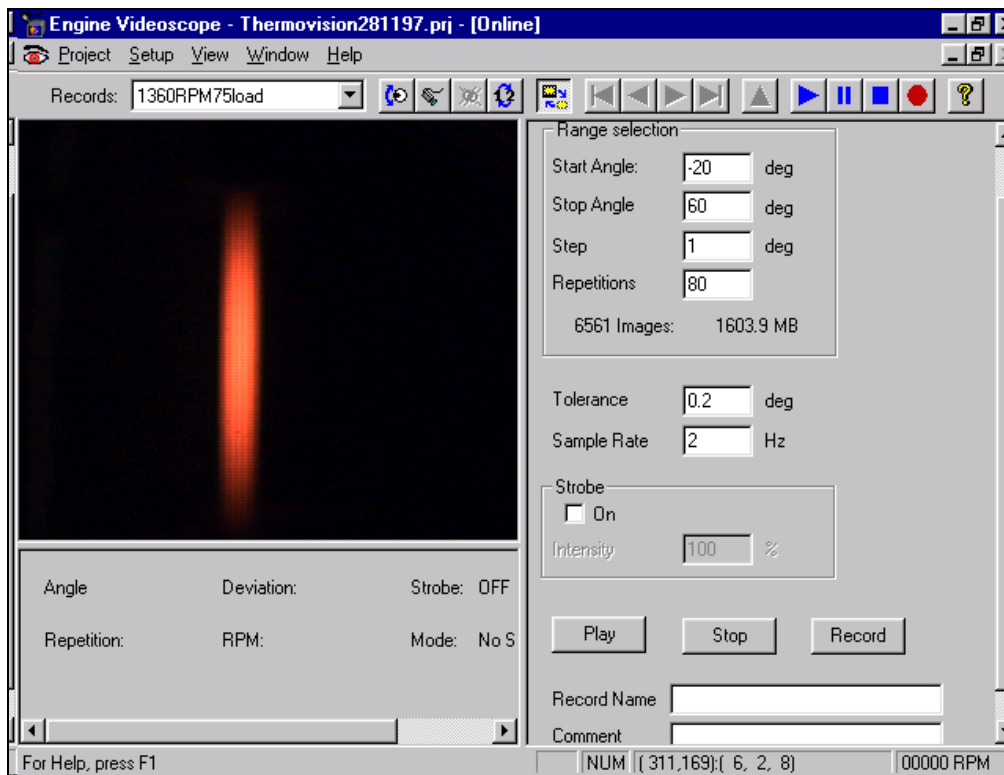 Engine Videoscope - Thermovision281197.prj - [Online]
Project Setup View Window Help
Records: 1360RPM75load
Range selection
Start Angle: -20 deg
Stop Angle 60 deg
Step 1 deg
Repetitions 80
6561 Images: 1603.9 MB
Tolerance 0.2 deg
Sample Rate 2 Hz
Strobe
On
Intensity 100 %
Angle Deviation: Strobe: OFF
Repetition: RPM: Mode: No S
Play Stop Record
Record Name
Comment
For Help, press F1 NUM (311,169):( 6, 2, 8) 00000 RPM